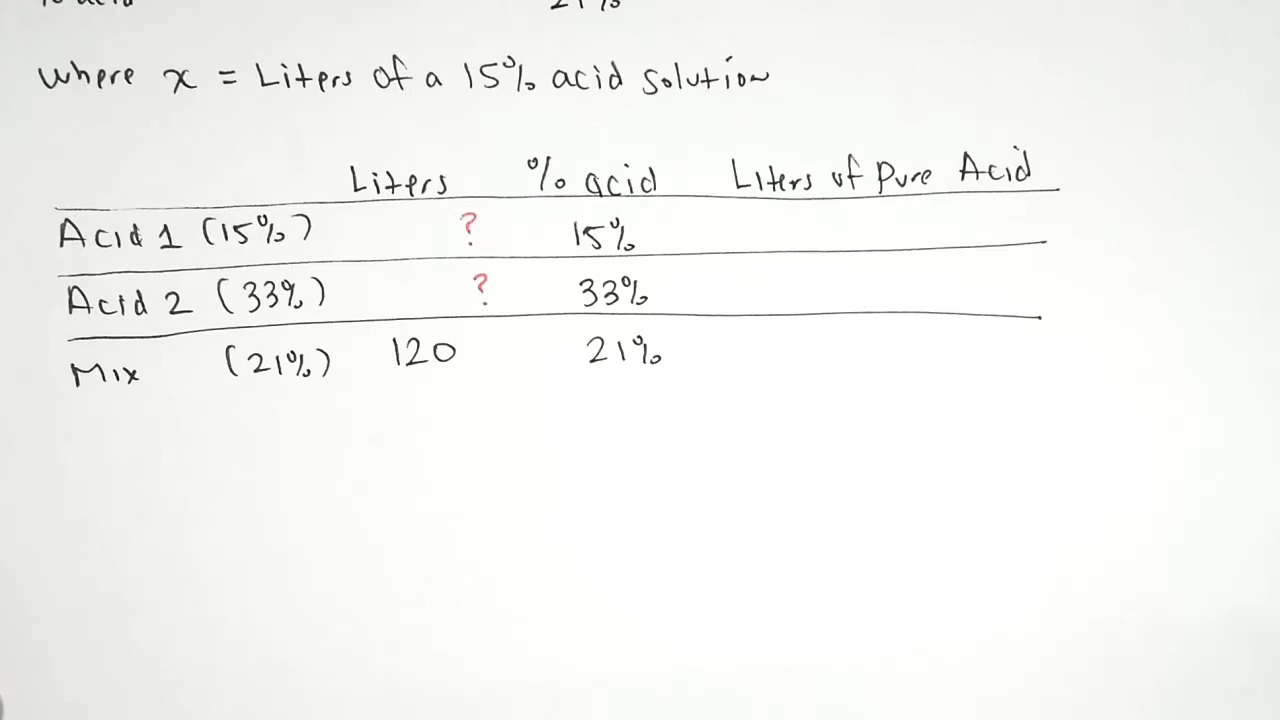 where x = Liters of a 15% acid solution
Liters % acid Liters of Pure Acid
Acid 1 (15%) ? 15%
Acid 2 (33%) ? 33%
Mix (21%) 120 21%